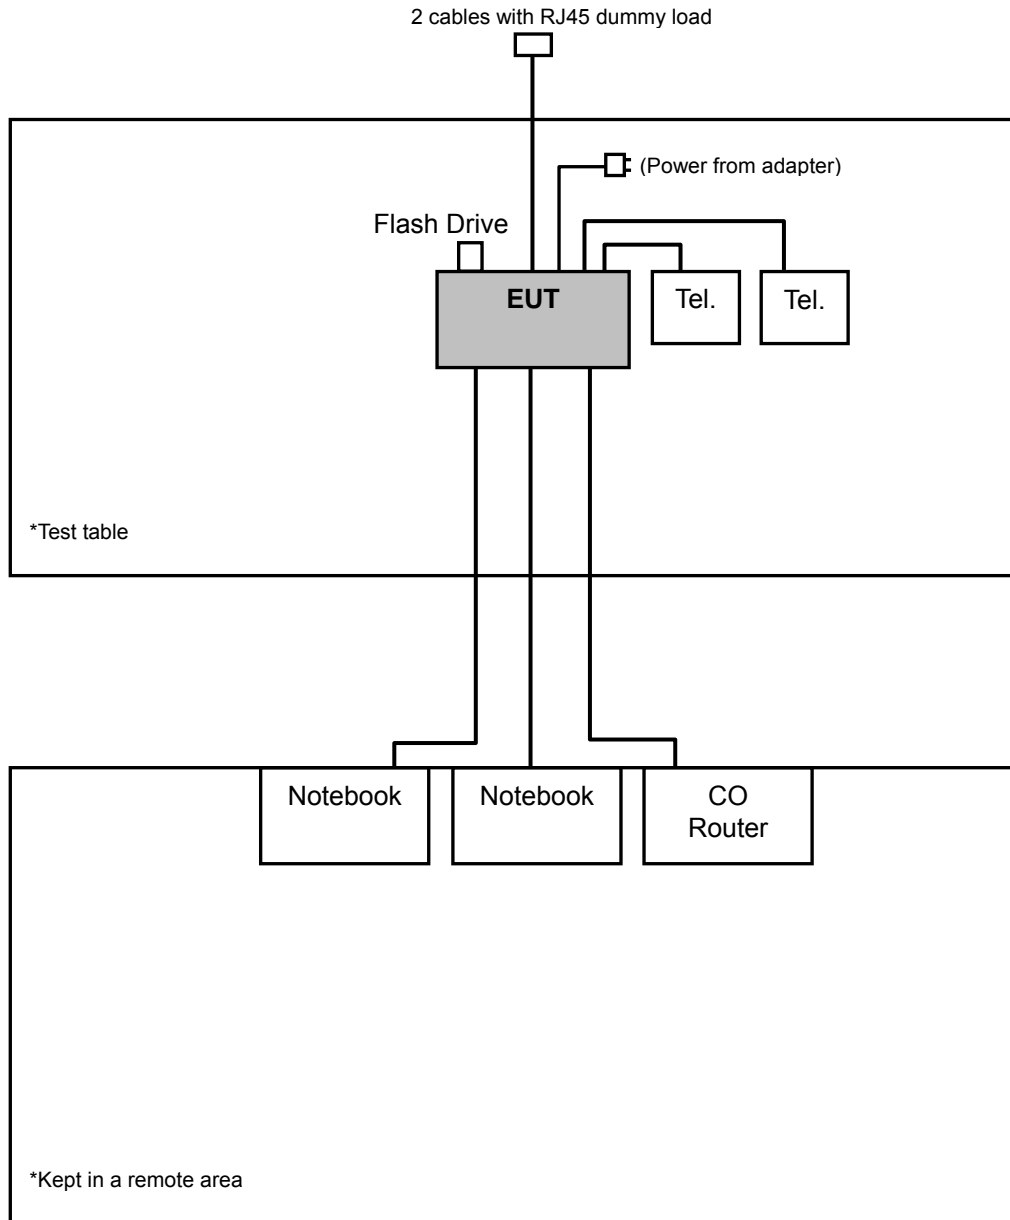 2 cables with RJ45 dummy load
(Power from adapter)
Flash Drive
EUT
Tel.
Tel.
*Test table
Notebook
Notebook
CO
Router
*Kept in a remote area